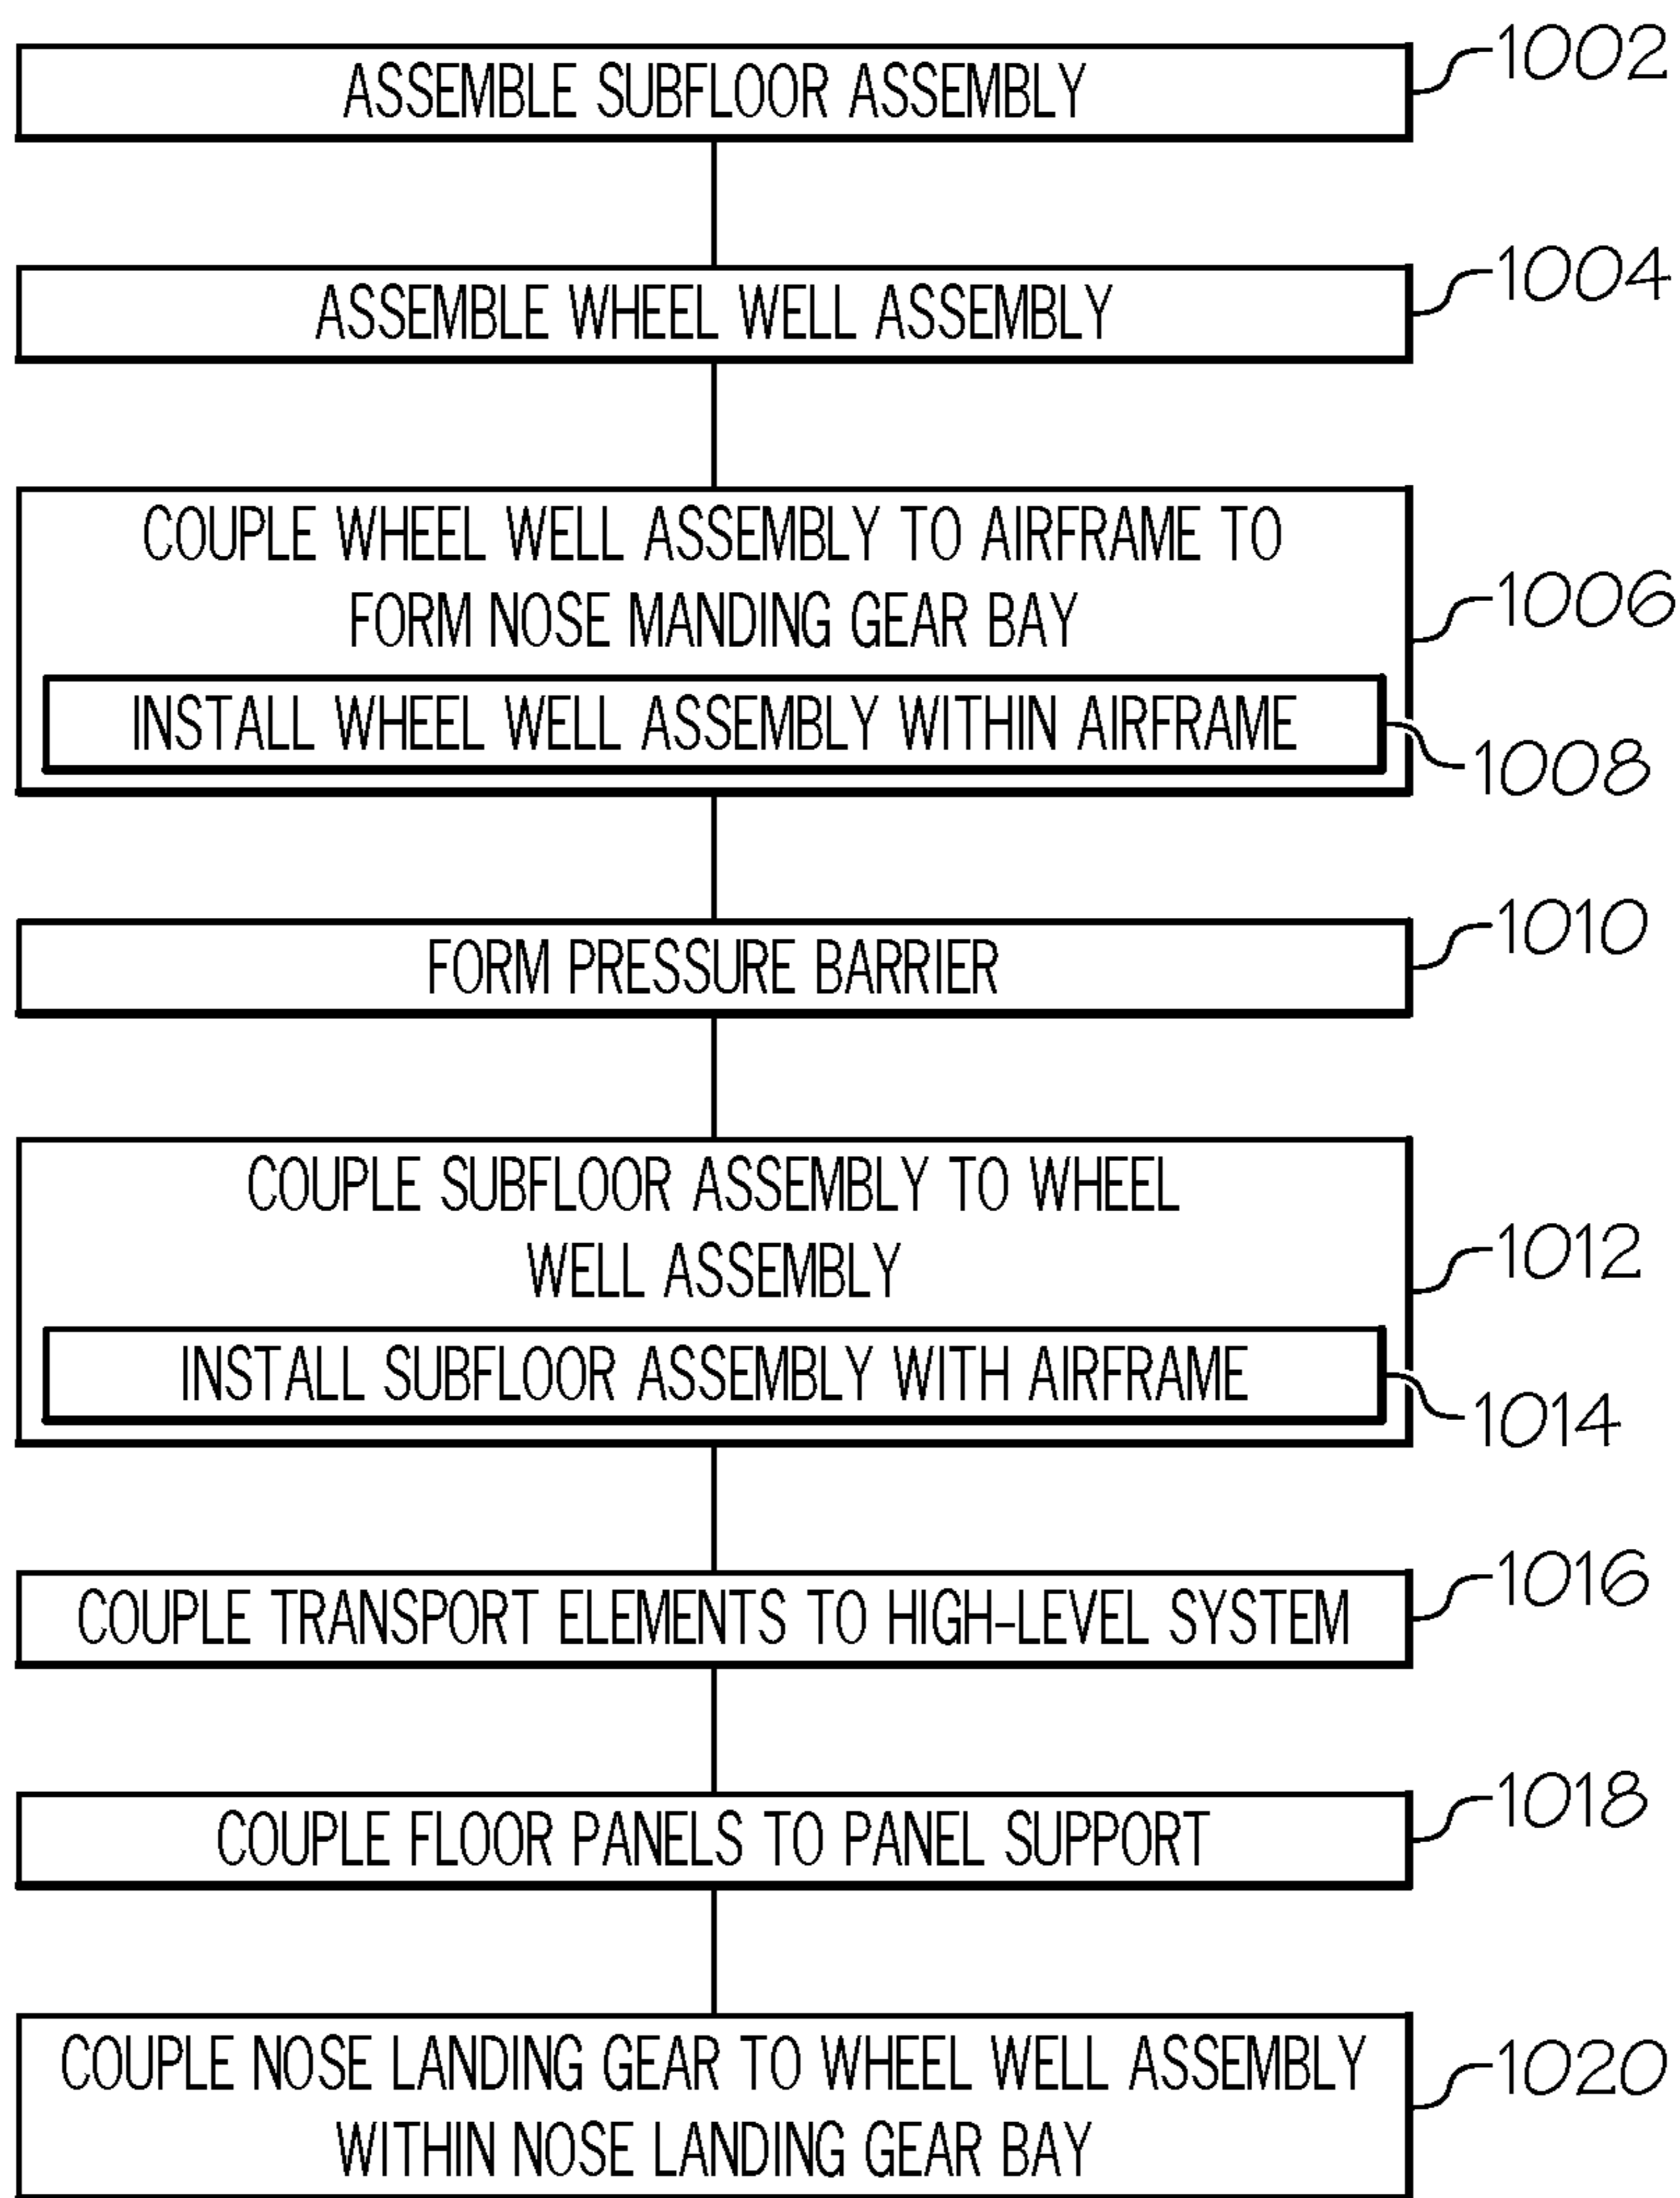 ASSEMBLE SUBFLOOR ASSEMBLY
1002
ASSEMBLE WHEEL WELL ASSEMBLY
1004
COUPLE WHEEL WELL ASSEMBLY TO AIRFRAME TO
FORM NOSE MANDING GEAR BAY
1006
INSTALL WHEEL WELL ASSEMBLY WITHIN AIRFRAME
1008
FORM PRESSURE BARRIER
1010
COUPLE SUBFLOOR ASSEMBLY TO WHEEL
WELL ASSEMBLY
1012
INSTALL SUBFLOOR ASSEMBLY WITH AIRFRAME
1014
COUPLE TRANSPORT ELEMENTS TO HIGH-LEVEL SYSTEM
1016
COUPLE FLOOR PANELS TO PANEL SUPPORT
1018
COUPLE NOSE LANDING GEAR TO WHEEL WELL ASSEMBLY
WITHIN NOSE LANDING GEAR BAY
1020